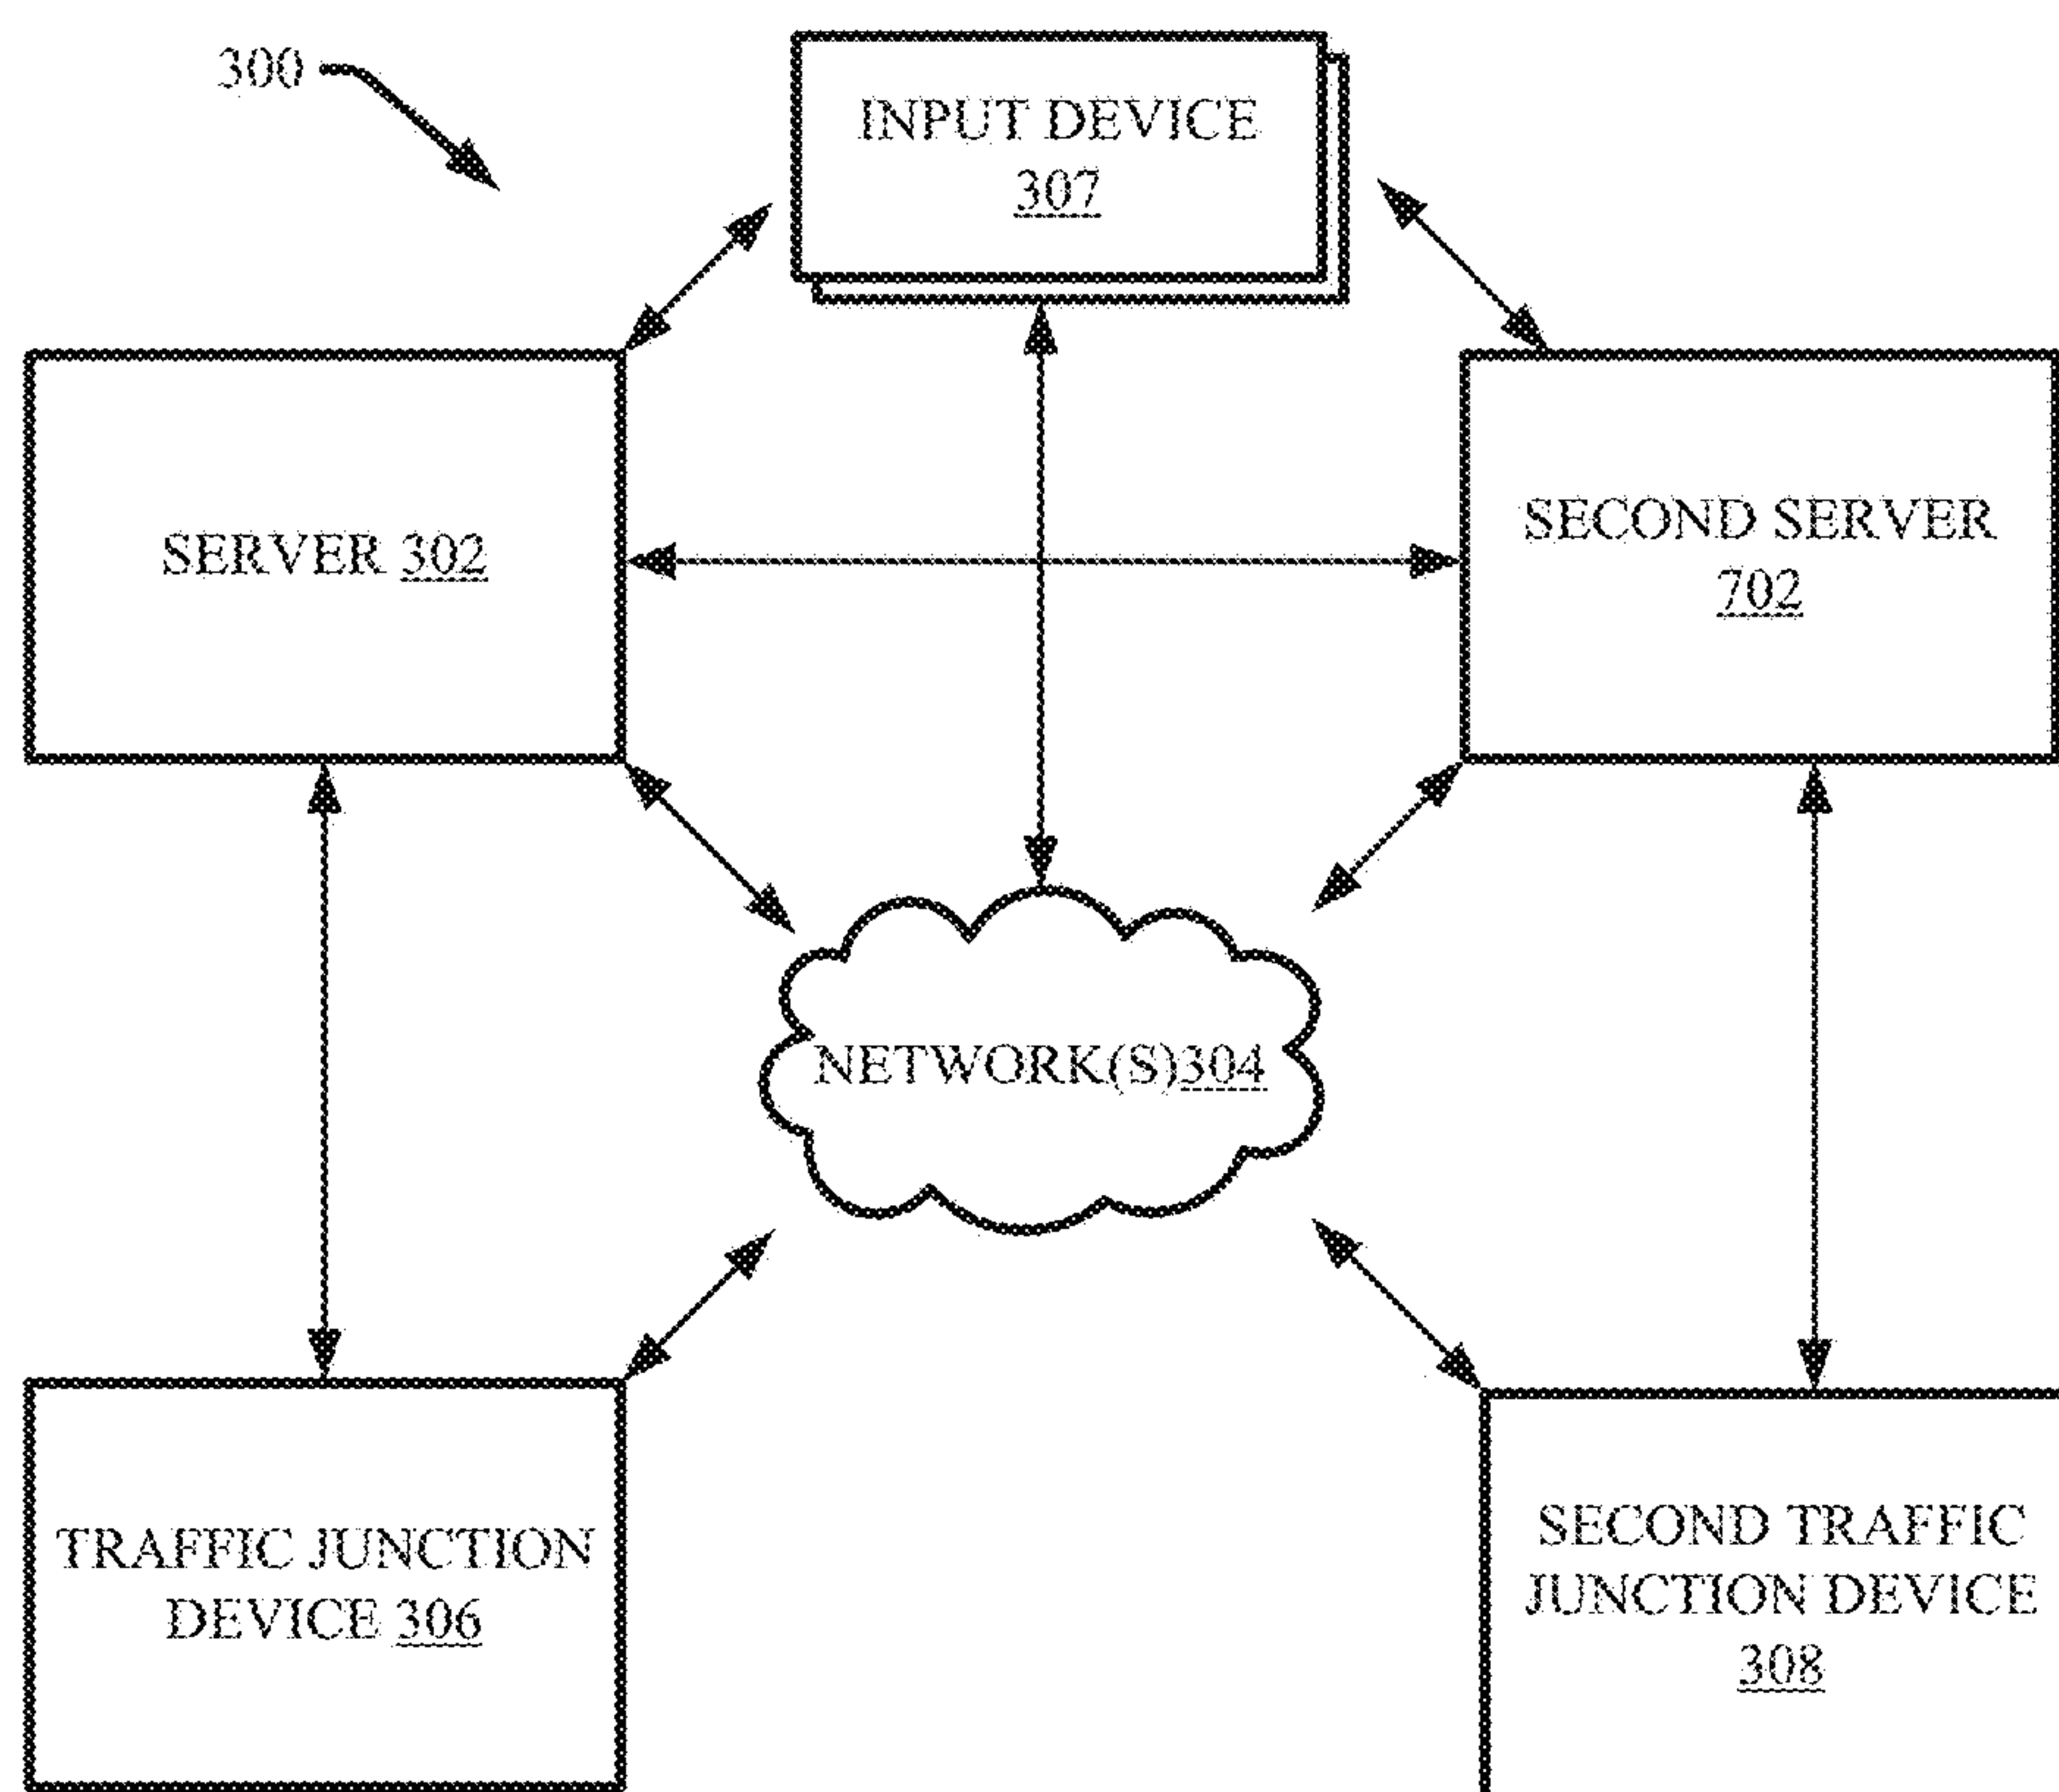 300
INPUT DEVICE
307
SERVER 302
SECOND SERVER
702
NETWORK(S)304
TRAFFIC JUNCTION
DEVICE 306
SECOND TRAFFIC
JUNCTION DEVICE
308